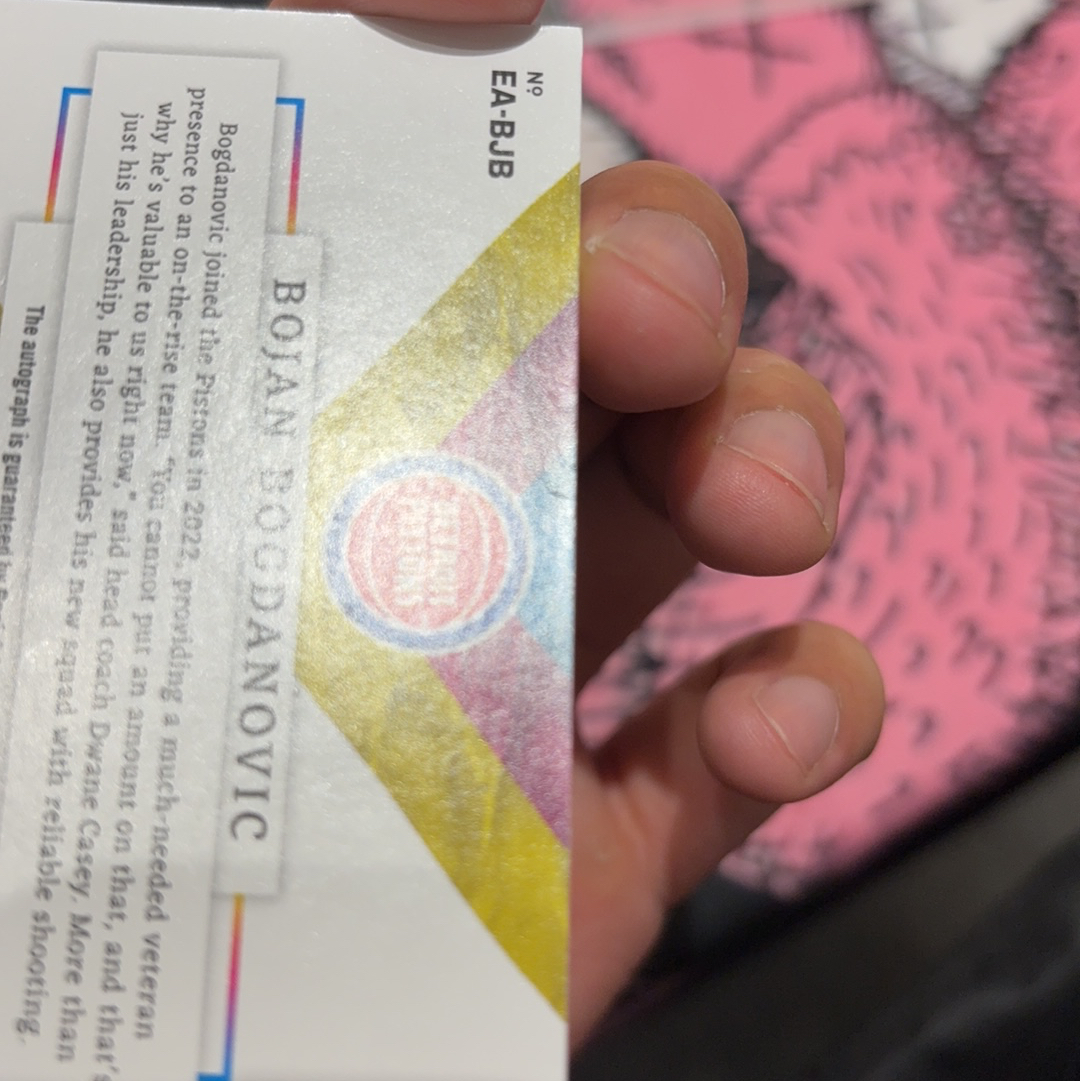 Nº
EA-BJB
DETROIT
PISTONS
BOJAN BOGDANOVIC
Bogdanovic joined the Pistons in 2022, providing a much-needed veteran
presence to an on-the-rise team. "You cannot put an amount on that, and that's
why he's valuable to us right now," said head coach Dwane Casey. More than
just his leadership, he also provides his new squad with reliable shooting.
The autograph is guaranteed by